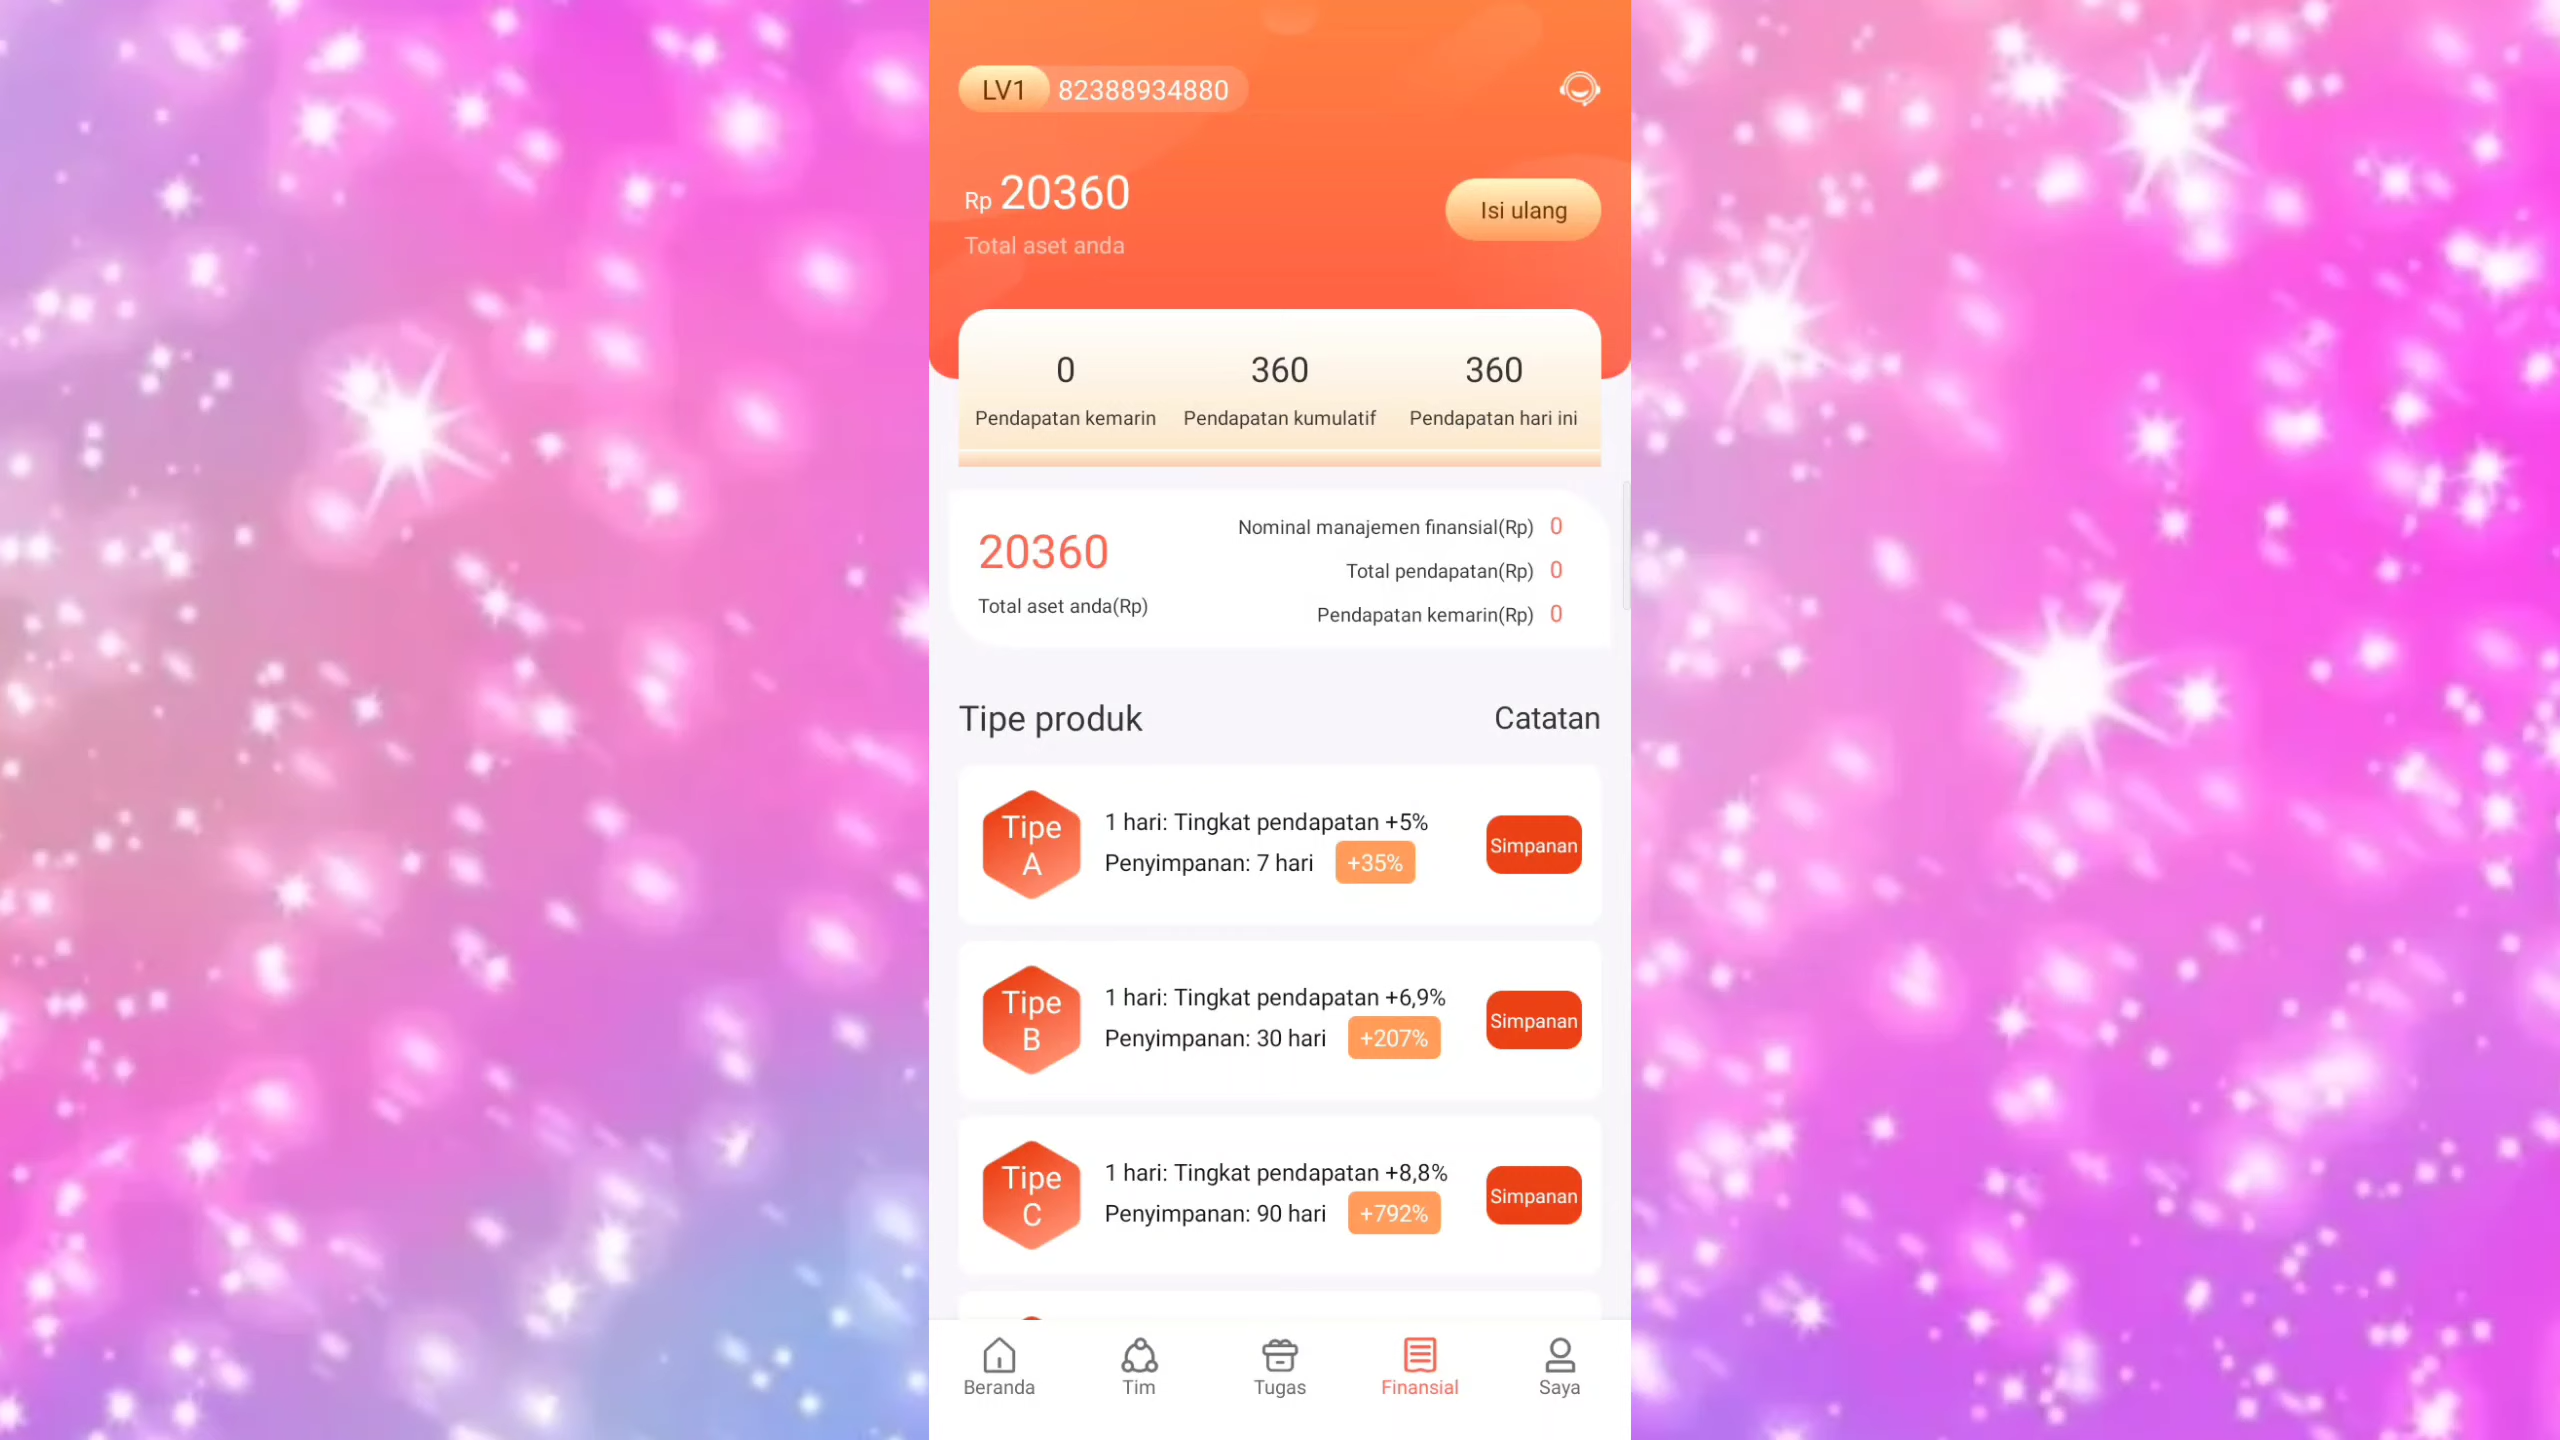 LV1 82388934880
Rp 20360
Total aset anda
Isi ulang
0 360 360
Pendapatan kemarin Pendapatan kumulatif Pendapatan hari ini
20360
Total aset anda(Rp)
Nominal manajemen finansial(Rp) 0
Total pendapatan(Rp) 0
Pendapatan kemarin(Rp) 0
Tipe produk Catatan
Tipe
A
1 hari: Tingkat pendapatan +5%
Penyimpanan: 7 hari +35%
Simpanan
Tipe
B
1 hari: Tingkat pendapatan +6,9%
Penyimpanan: 30 hari +207%
Simpanan
Tipe
C
1 hari: Tingkat pendapatan +8,8%
Penyimpanan: 90 hari +792%
Simpanan
Beranda Tim Tugas Finansial Saya